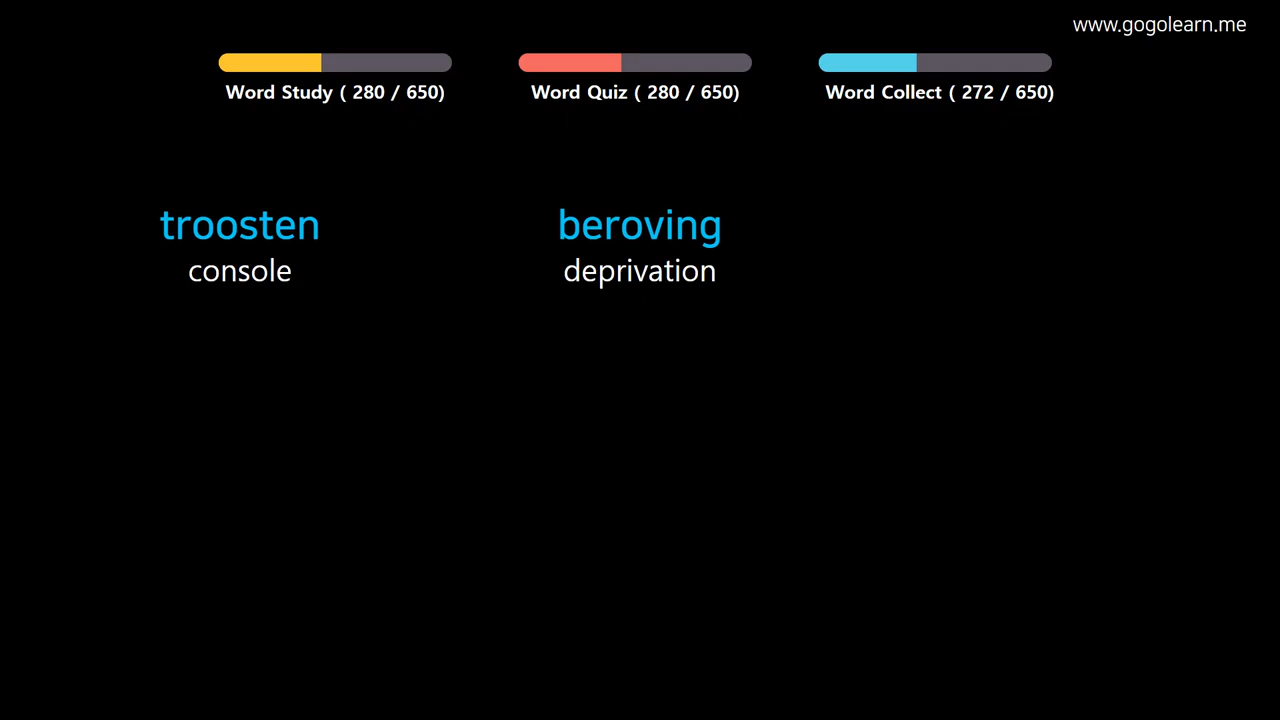 www.gogolearn.me
Word Study ( 280 / 650)
Word Quiz ( 280 / 650)
Word Collect ( 272 / 650)
troosten
console
beroving
deprivation